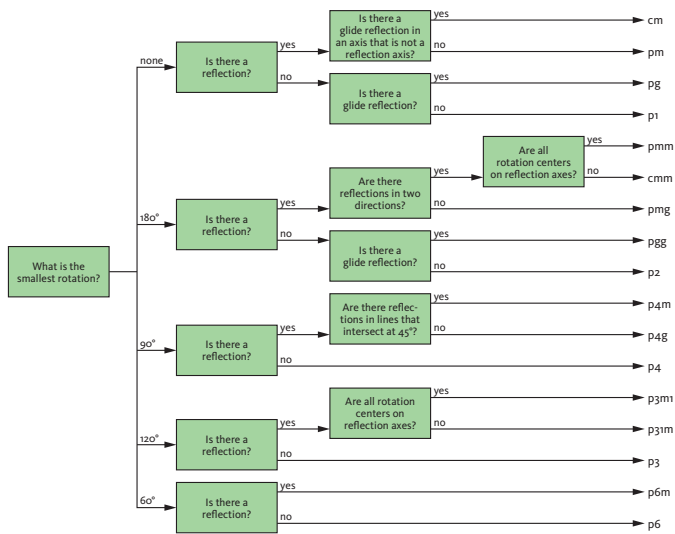 What is the
smallest rotation?
none
Is there a
reflection?
yes
Is there a
glide reflection in
an axis that is not a
reflection axis?
yes
cm
no
pm
no
Is there a
glide reflection?
yes
pg
no
p1
180°
Is there a
reflection?
yes
Are there
reflections in two
directions?
yes
Are all
rotation centers
on reflection axes?
yes
pmm
no
cmm
no
pmg
no
Is there a
glide reflection?
yes
pgg
no
p2
90°
Is there a
reflection?
yes
Are there reflec-
tions in lines that
intersect at 45°?
yes
p4m
no
p4g
no
p4
120°
Is there a
reflection?
yes
Are all rotation
centers on
reflection axes?
yes
p3m1
no
p31m
no
p3
60°
Is there a
reflection?
yes
p6m
no
p6